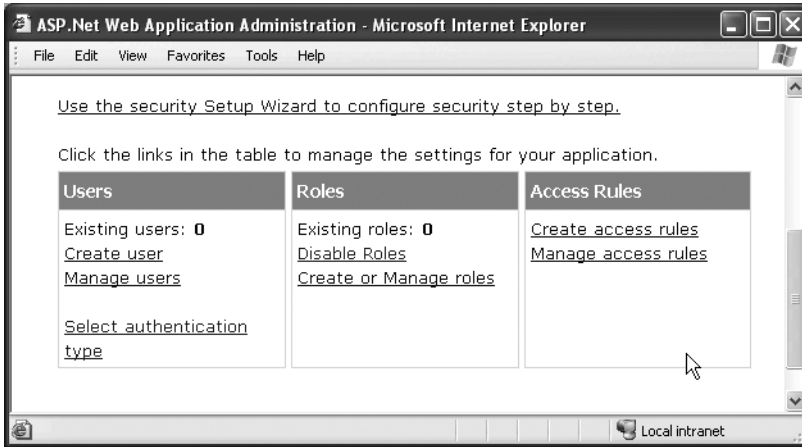 ASP.Net Web Application Administration - Microsoft Internet Explorer
File Edit View Favorites Tools Help
Use the security Setup Wizard to configure security step by step.
Click the links in the table to manage the settings for your application.
Users Roles Access Rules
Existing users: 0 Existing roles: 0 Create access rules
Create user Disable Roles Manage access rules
Manage users Create or Manage roles
Select authentication
type
Local intranet